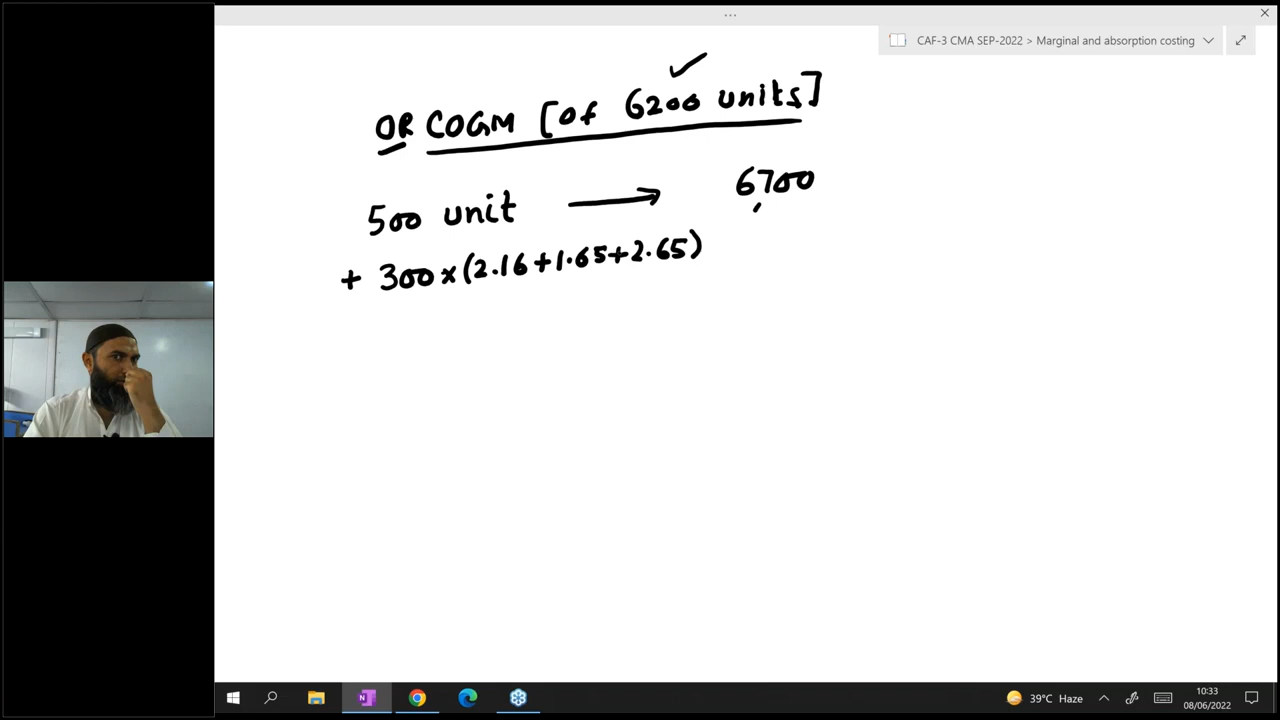 CAF-3 CMA SEP-2022 > Marginal and absorption costing
OR COGM [of 6200 units]
500 unit → 6700
+ 300×(2.16+1.65+2.65)
39°C Haze
10:33
08/06/2022